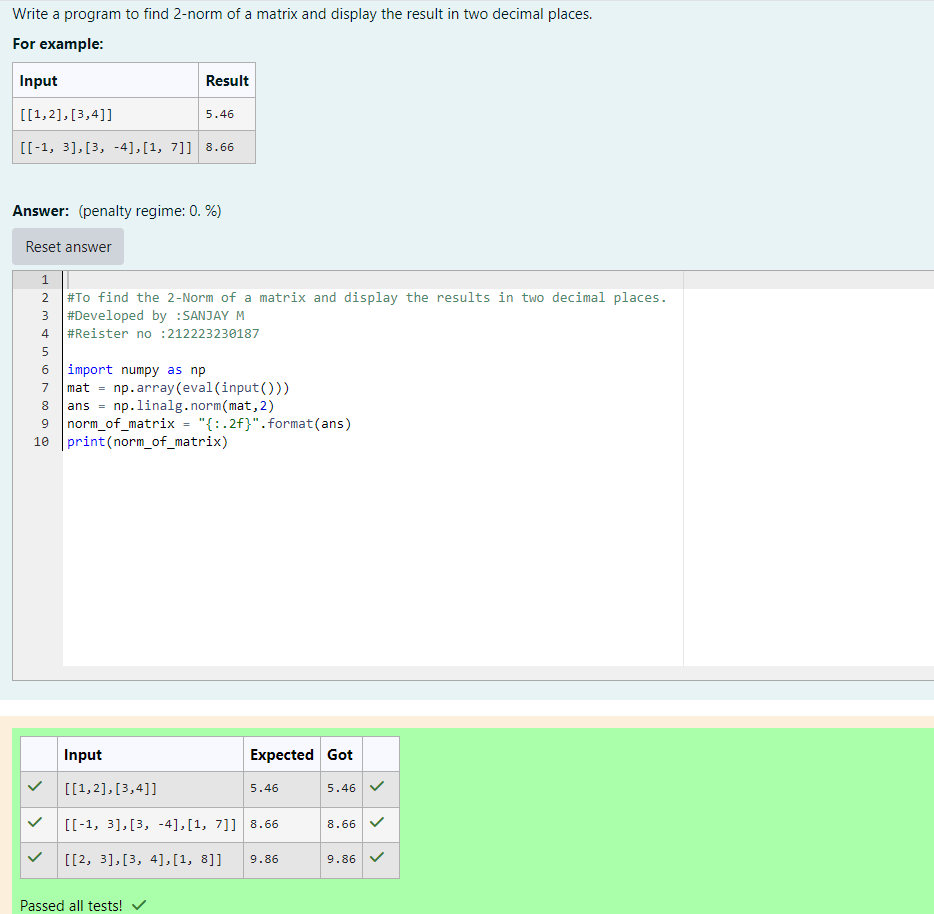 Write a program to find 2-norm of a matrix and display the result in two decimal places.
For example:
Input Result
[[1,2],[3,4]] 5.46
[[-1, 3],[3, -4],[1, 7]] 8.66
Answer: (penalty regime: 0. %)
Reset answer
1
2 #To find the 2-Norm of a matrix and display the results in two decimal places.
3 #Developed by :SANJAY M
4 #Reister no :212223230187
5
6 import numpy as np
7 mat = np.array(eval(input()))
8 ans = np.linalg.norm(mat,2)
9 norm_of_matrix = "{:.2f}".format(ans)
10 print(norm_of_matrix)
Input Expected Got
[[1,2],[3,4]] 5.46 5.46
[[-1, 3],[3, -4],[1, 7]] 8.66 8.66
[[2, 3],[3, 4],[1, 8]] 9.86 9.86
Passed all tests!